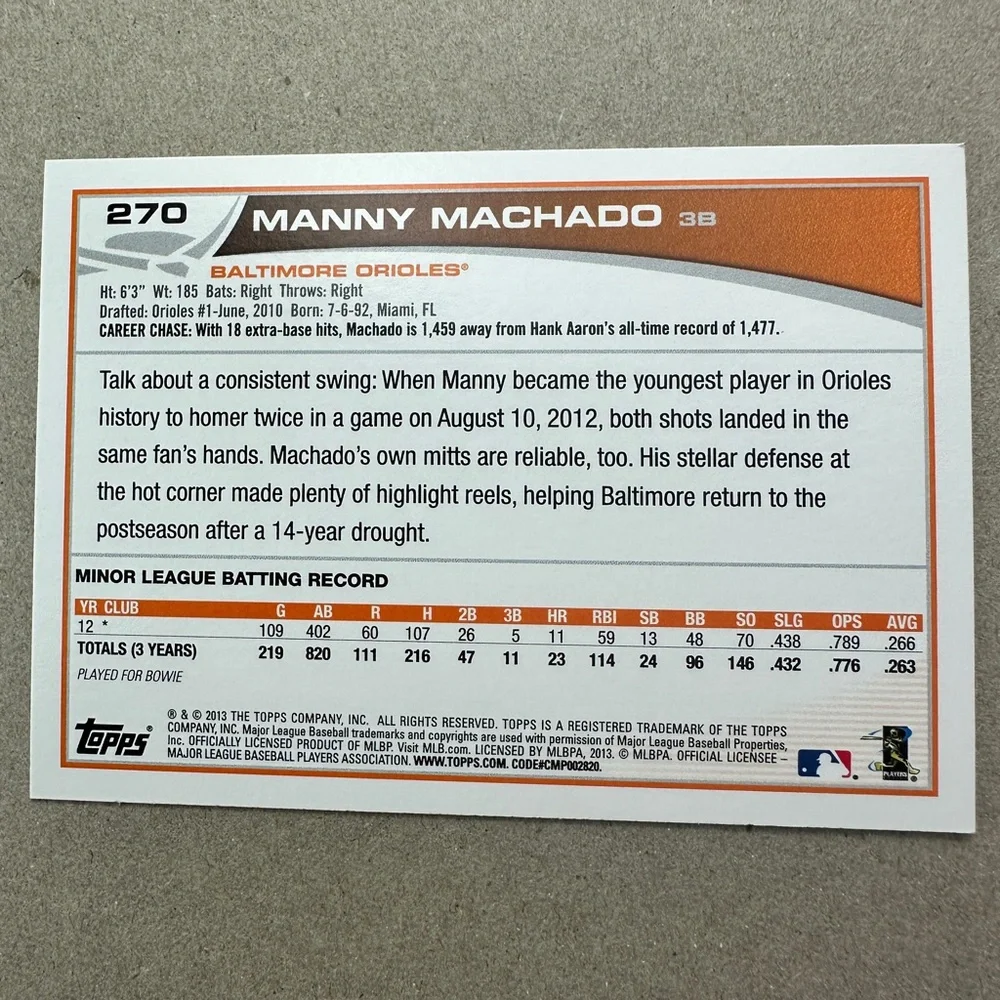 270 MANNY MACHADO 3B
BALTIMORE ORIOLES®
Ht: 6'3" Wt: 185 Bats: Right Throws: Right
Drafted: Orioles #1-June, 2010 Born: 7-6-92, Miami, FL
CAREER CHASE: With 18 extra-base hits, Machado is 1,459 away from Hank Aaron's all-time record of 1,477.
Talk about a consistent swing: When Manny became the youngest player in Orioles
history to homer twice in a game on August 10, 2012, both shots landed in the
same fan's hands. Machado's own mitts are reliable, too. His stellar defense at
the hot corner made plenty of highlight reels, helping Baltimore return to the
postseason after a 14-year drought.
MINOR LEAGUE BATTING RECORD
YR CLUB G AB R H 2B 3B HR RBI SB BB SO SLG OPS AVG
12 * 109 402 60 107 26 5 11 59 13 48 70 .438 .789 .266
TOTALS (3 YEARS) 219 820 111 216 47 11 23 114 24 96 146 .432 .776 .263
PLAYED FOR BOWIE
Topps®
® & © 2013 THE TOPPS COMPANY, INC. ALL RIGHTS RESERVED. TOPPS IS A REGISTERED TRADEMARK OF THE TOPPS
COMPANY, INC. Major League Baseball trademarks and copyrights are used with permission of Major League Baseball Properties,
Inc. OFFICIALLY LICENSED PRODUCT OF MLBP. Visit MLB.com. LICENSED BY MLBPA, 2013. © MLBPA. OFFICIAL LICENSEE –
MAJOR LEAGUE BASEBALL PLAYERS ASSOCIATION. WWW.TOPPS.COM. CODE#CMP002820.
PLAYERS